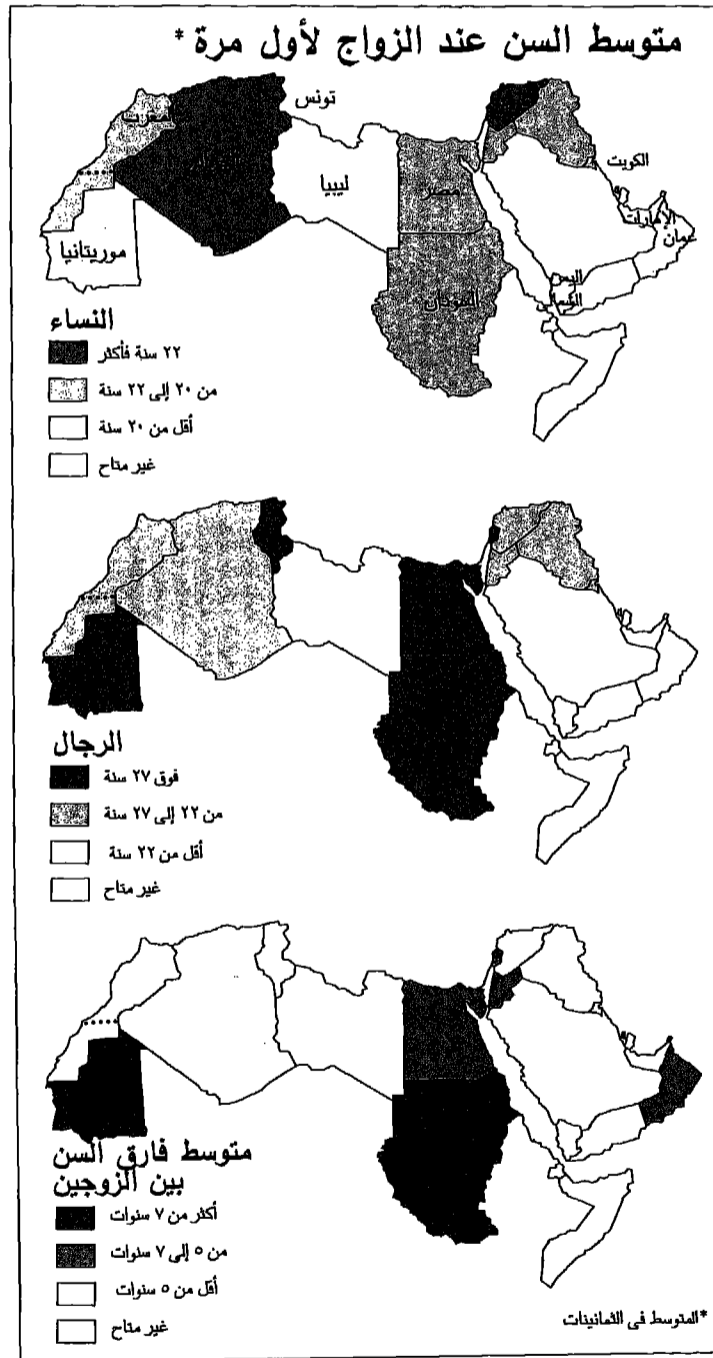 متوسط السن عند الزواج لأول مرة *
تونس
مغرب
الكويت
ليبيا
مصر
الإمارات
عمان
موريتانيا
السودان
اليمن
الشمالى
النساء
٢٢ سنة فأكثر
من ٢٠ إلى ٢٢ سنة
أقل من ٢٠ سنة
غير متاح
الرجال
فوق ٢٧ سنة
من ٢٢ إلى ٢٧ سنة
أقل من ٢٢ سنة
غير متاح
متوسط فارق السن
بين الزوجين
أكثر من ٧ سنوات
من ٥ إلى ٧ سنوات
أقل من ٥ سنوات
غير متاح
*المتوسط فى الثمانينات